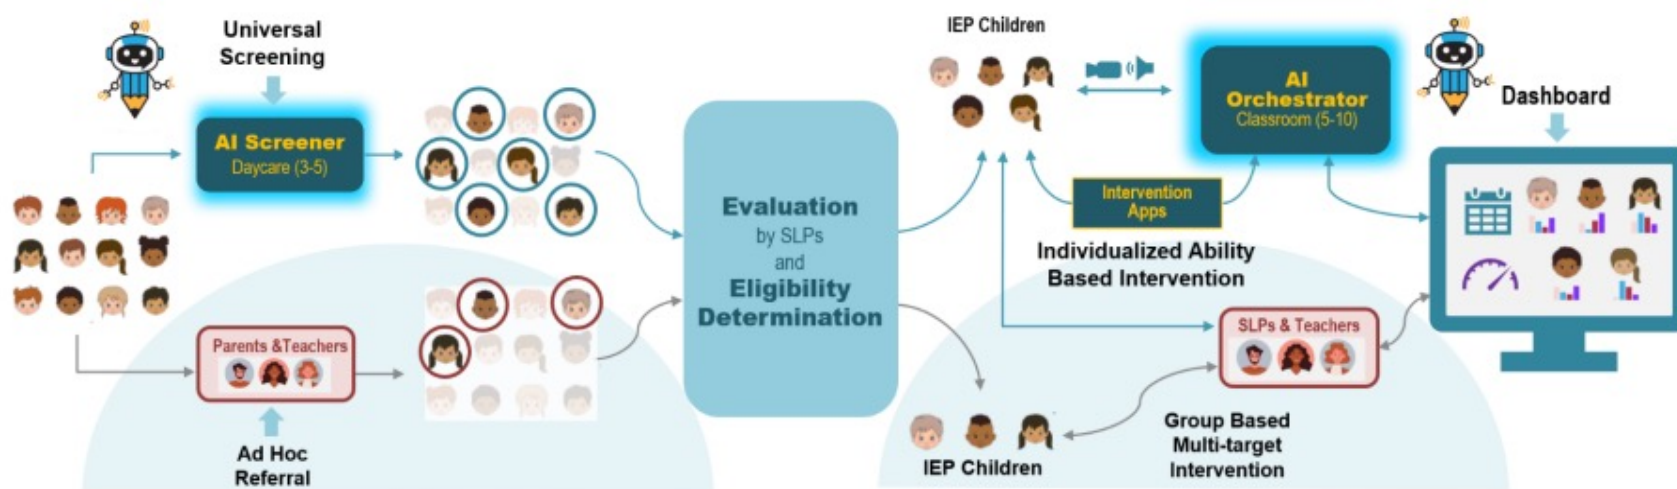 Universal
Screening
AI Screener
Daycare (3-5)
Parents &Teachers
Ad Hoc
Referral
Evaluation
by SLPs
and
Eligibility
Determination
IEP Children
AI
Orchestrator
Classroom (5-10)
Dashboard
Intervention
Apps
Individualized Ability
Based Intervention
SLPs & Teachers
IEP Children
Group Based
Multi-target
Intervention